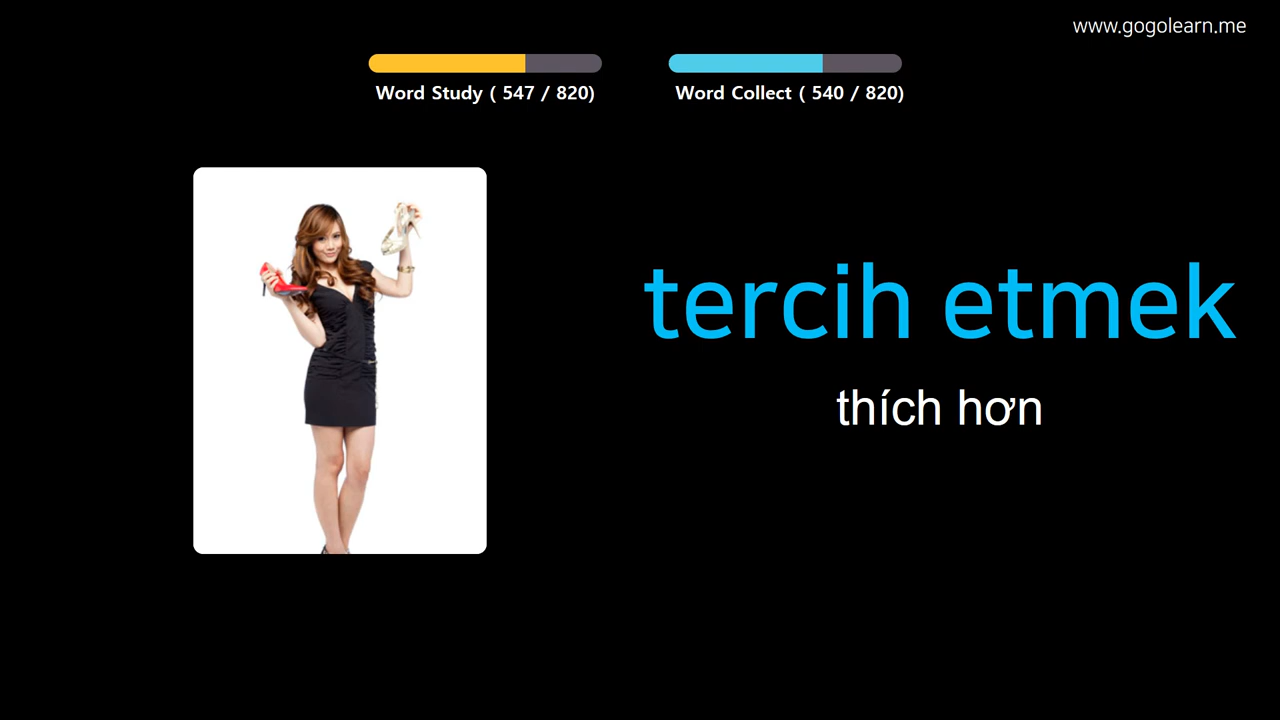 www.gogolearn.me
Word Study ( 547 / 820)
Word Collect ( 540 / 820)
tercih etmek
thích hơn